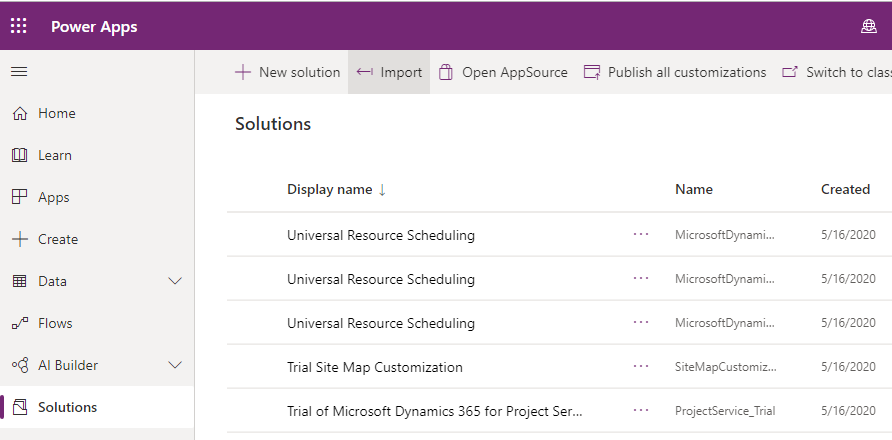 Power Apps
New solution Import Open AppSource Publish all customizations Switch to clas
Home
Learn
Apps
Create
Data
Flows
AI Builder
Solutions
Solutions
Display name Name Created
Universal Resource Scheduling ... MicrosoftDynami... 5/16/2020
Universal Resource Scheduling ... MicrosoftDynami... 5/16/2020
Universal Resource Scheduling ... MicrosoftDynami... 5/16/2020
Trial Site Map Customization ... SiteMapCustomiz... 5/16/2020
Trial of Microsoft Dynamics 365 for Project Ser... ... ProjectService_Trial 5/16/2020